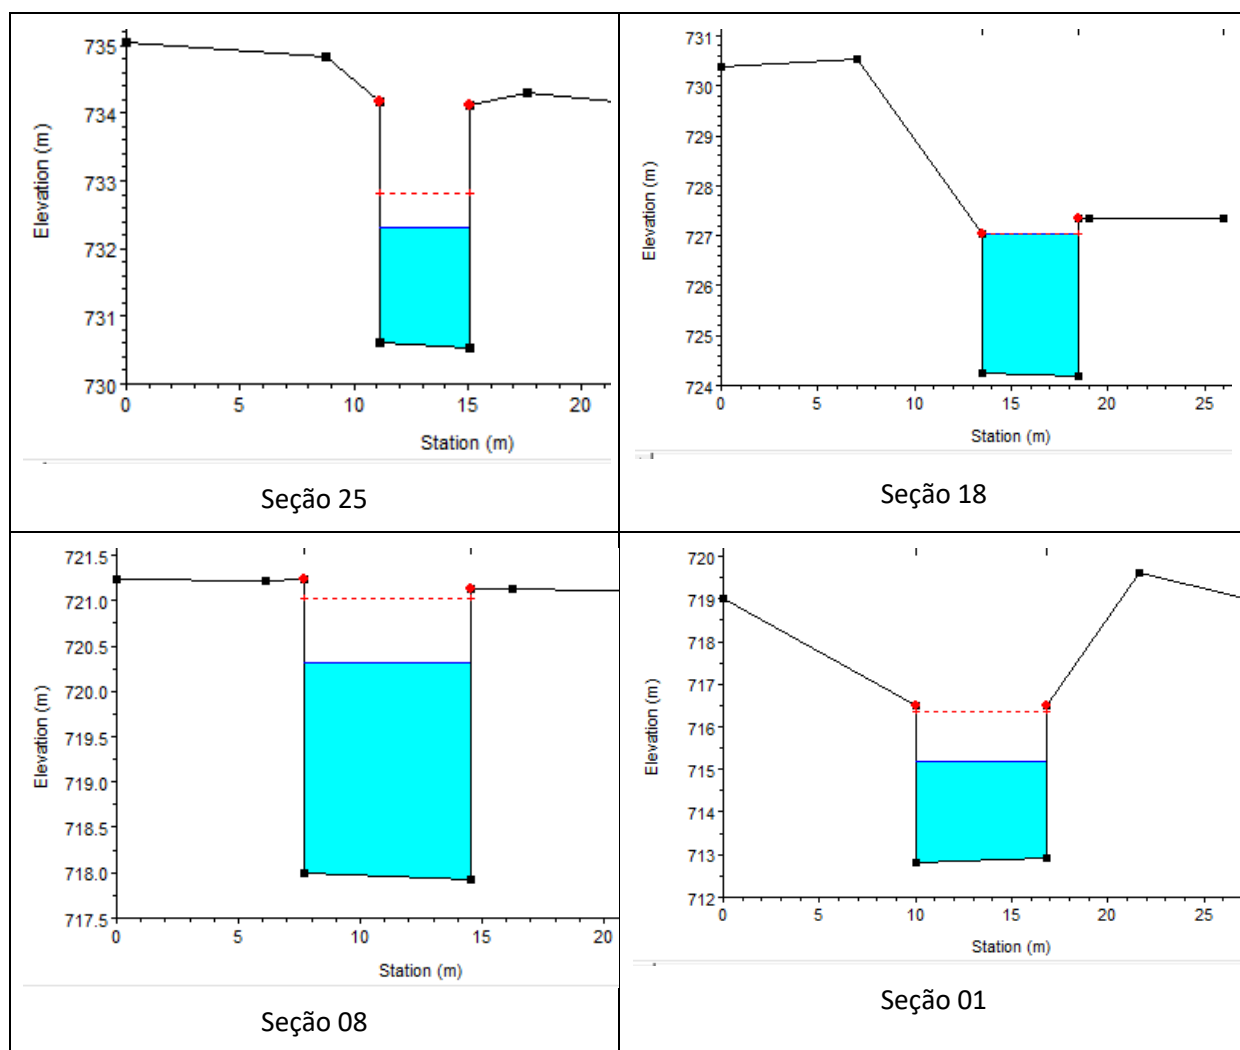 735
734
733
732
731
730
Elevation (m)
0 5 10 15 20
Station (m)
Seção 25
731
730
729
728
727
726
725
724
Elevation (m)
0 5 10 15 20 25
Station (m)
Seção 18
721.5
721.0
720.5
720.0
719.5
719.0
718.5
718.0
717.5
Elevation (m)
0 5 10 15 20
Station (m)
Seção 08
720
719
718
717
716
715
714
713
712
Elevation (m)
0 5 10 15 20 25
Station (m)
Seção 01